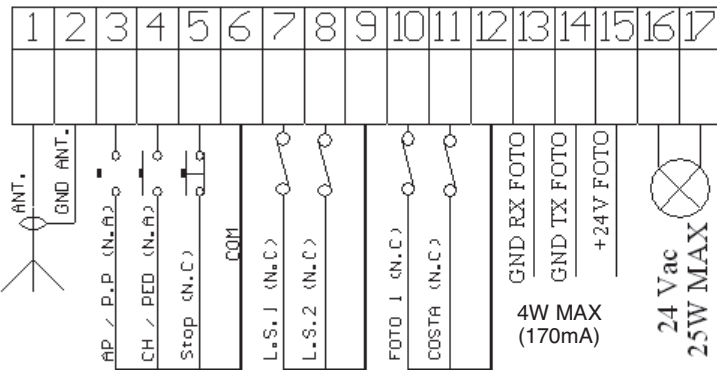 1 2 3 4 5 6 7 8 9 10 11 12 13 14 15 16 17
ANT.
GND ANT.
AP / P.P (N.A)
CH / PED (N.A)
Stop (N.C)
COM
L.S.1 (N.C)
L.S.2 (N.C)
FOTO 1 (N.C)
COSTA (N.C)
GND RX FOTO
GND TX FOTO
+24V FOTO
4W MAX
(170mA)
24 Vac
25W MAX